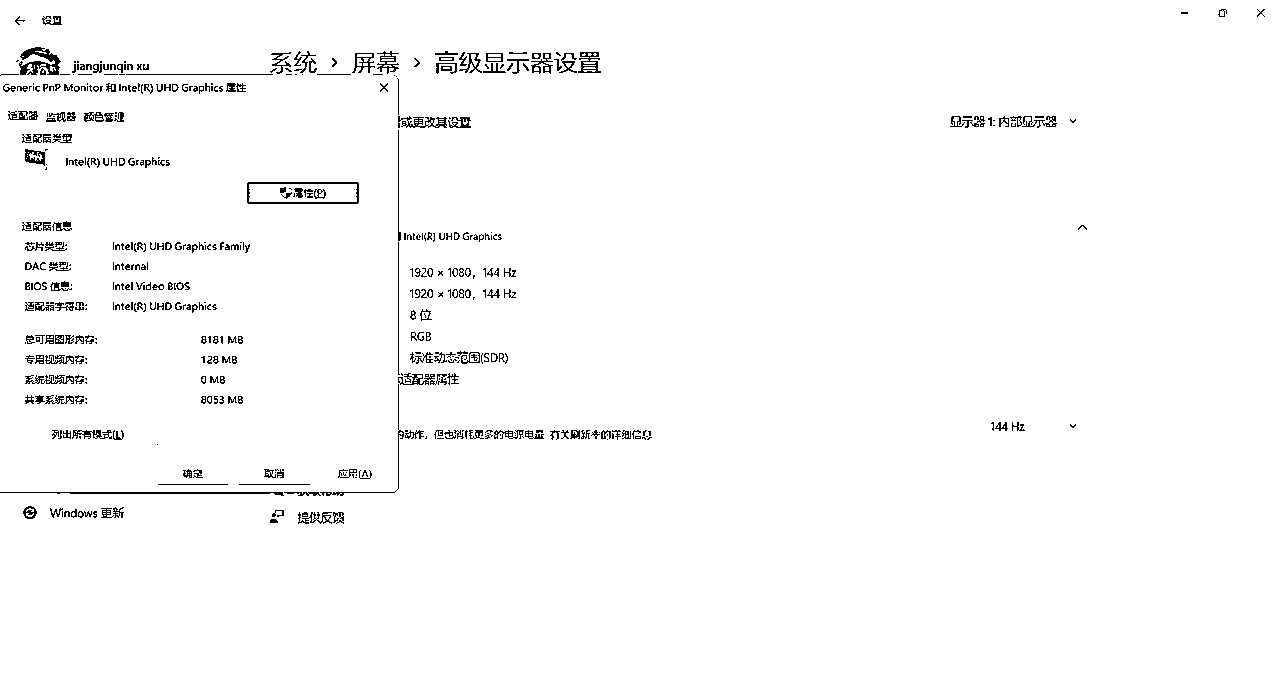 设置
jiangjunqin xu
系统 › 屏幕 › 高级显示器设置
Generic PnP Monitor 和 Intel(R) UHD Graphics 属性
适配器 监视器 颜色管理
适配器类型
Intel(R) UHD Graphics
属性(P)
适配器信息
芯片类型: Intel(R) UHD Graphics Family
DAC 类型: Internal
BIOS 信息: Intel Video BIOS
适配器字符串: Intel(R) UHD Graphics
总可用图形内存: 8181 MB
专用视频内存: 128 MB
系统视频内存: 0 MB
共享系统内存: 8053 MB
列出所有模式(L)
确定 取消 应用(A)
或更改其设置
显示器 1: 内部显示器
Intel(R) UHD Graphics
1920 × 1080，144 Hz
1920 × 1080，144 Hz
8 位
RGB
标准动态范围(SDR)
适配器属性
的动作，但也消耗更多的电源电量 有关刷新率的详细信息
144 Hz
Windows 更新
获取帮助
提供反馈